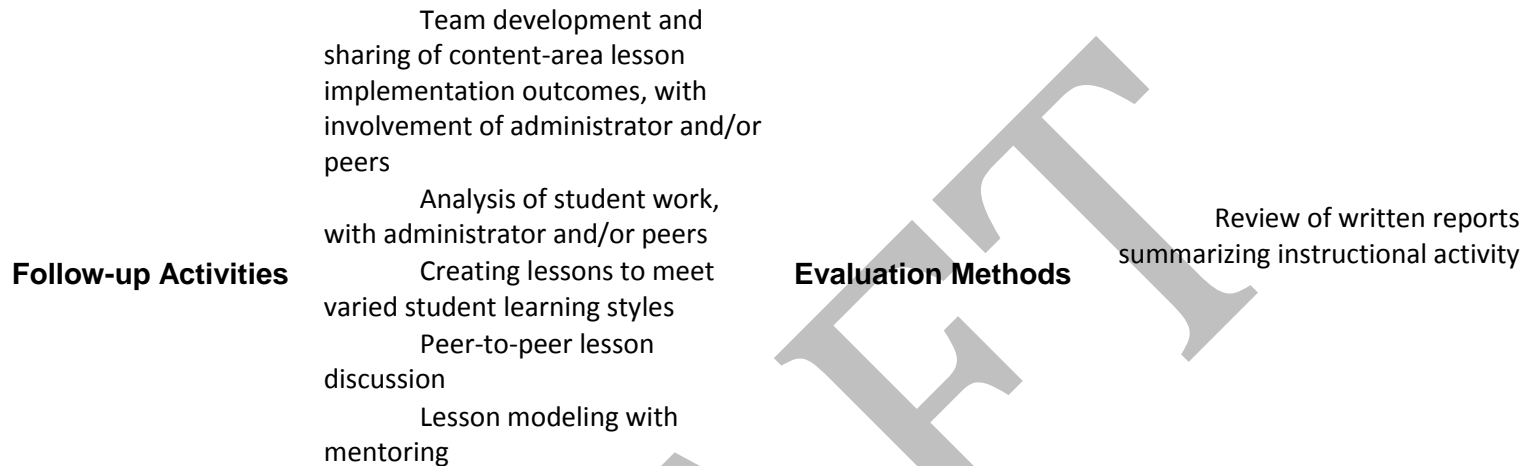 Follow-up Activities
Team development and
sharing of content-area lesson
implementation outcomes, with
involvement of administrator and/or
peers
Analysis of student work,
with administrator and/or peers
Creating lessons to meet
varied student learning styles
Peer-to-peer lesson
discussion
Lesson modeling with
mentoring
Evaluation Methods
Review of written reports
summarizing instructional activity
FT